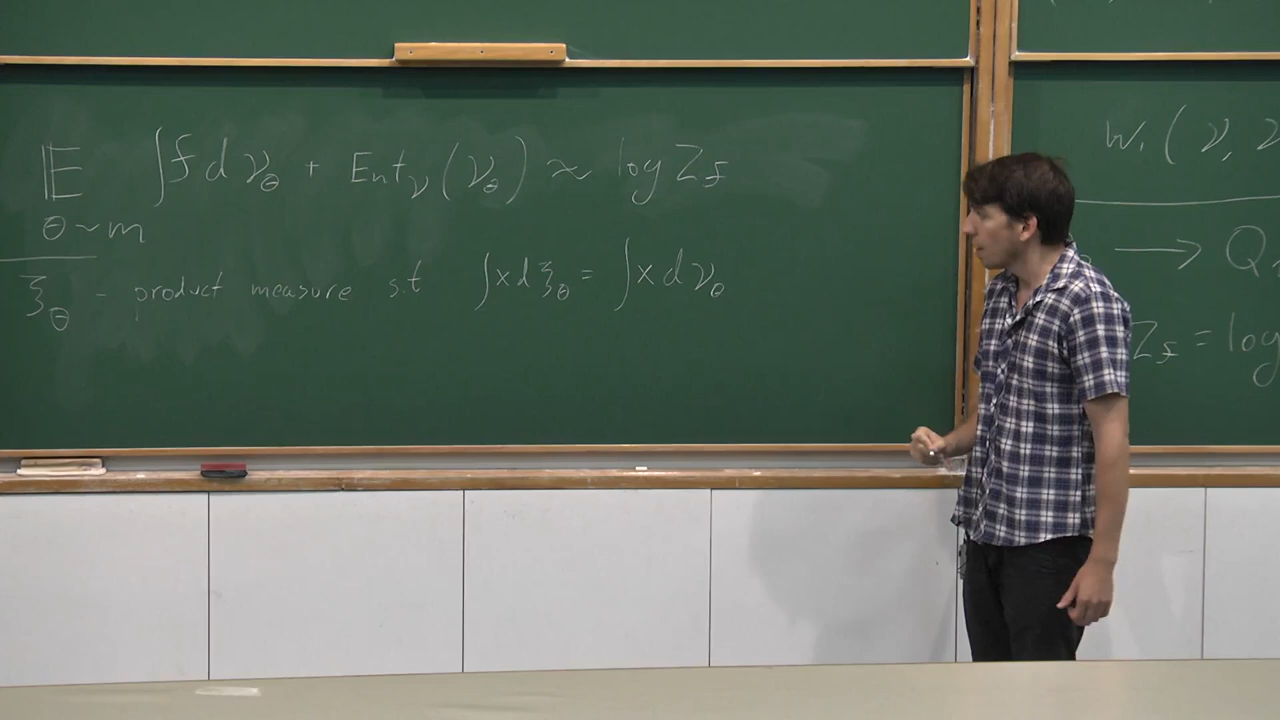 𝔼 ∫f dν_θ + Ent_ν(ν_θ) ≈ log Z_f
θ~m
ξ_θ - product measure s.t ∫x dξ_θ = ∫x dν_θ
W₁(ν, 
→ Q
Z_f = log